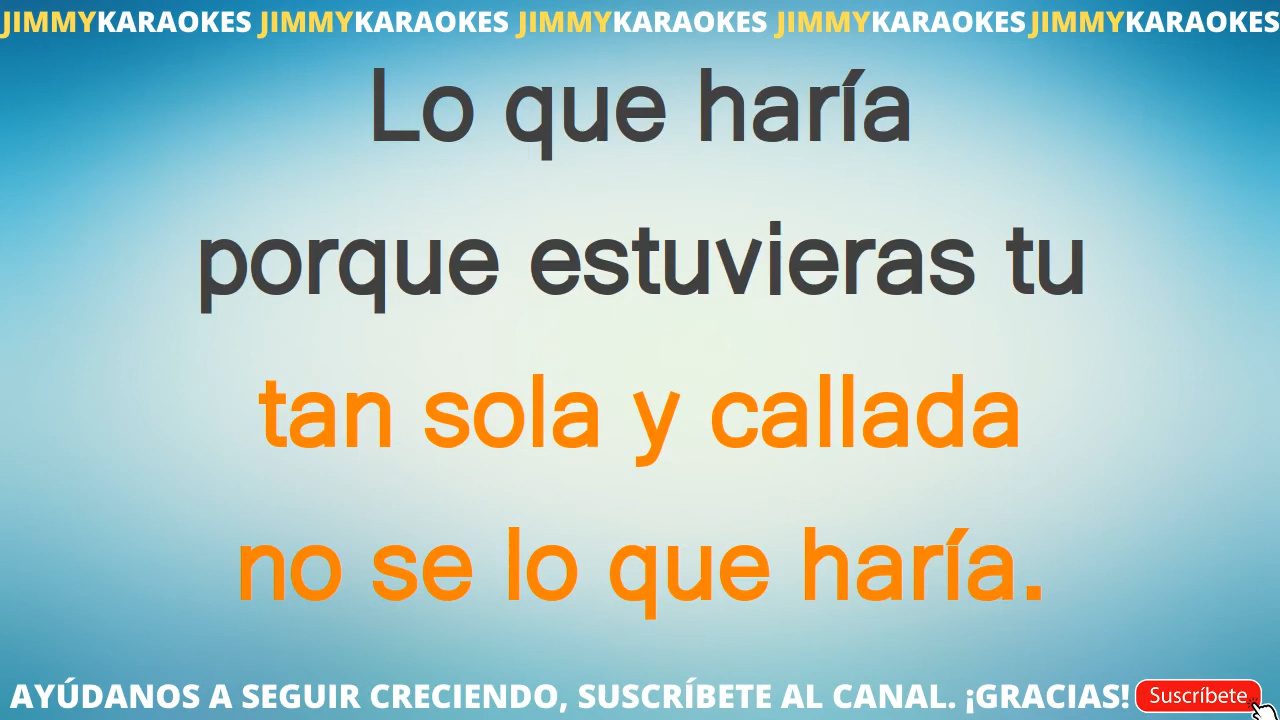 JIMMYKARAOKES JIMMYKARAOKES JIMMYKARAOKES JIMMYKARAOKES JIMMYKARAOKES
Lo que haría
porque estuvieras tu
tan sola y callada
no se lo que haría.
AYÚDANOS A SEGUIR CRECIENDO, SUSCRÍBETE AL CANAL. ¡GRACIAS! Suscríbete